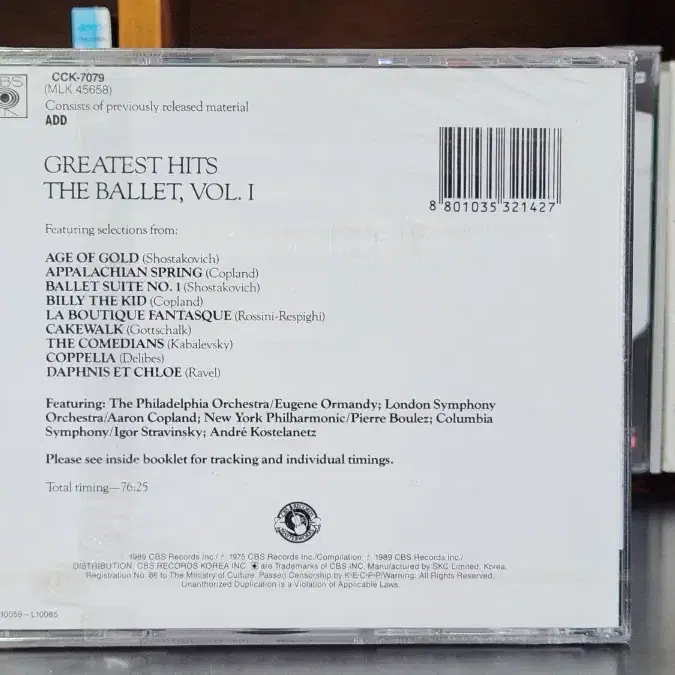 CBS
CCK-7079
(MLK 45658)
Consists of previously released material
ADD
GREATEST HITS
THE BALLET, VOL. I
8 801035 321427
Featuring selections from:
AGE OF GOLD (Shostakovich)
APPALACHIAN SPRING (Copland)
BALLET SUITE NO. 1 (Shostakovich)
BILLY THE KID (Copland)
LA BOUTIQUE FANTASQUE (Rossini-Respighi)
CAKEWALK (Gottschalk)
THE COMEDIANS (Kabalevsky)
COPPELIA (Delibes)
DAPHNIS ET CHLOE (Ravel)
Featuring: The Philadelphia Orchestra/Eugene Ormandy; London Symphony
Orchestra/Aaron Copland; New York Philharmonic/Pierre Boulez; Columbia
Symphony/Igor Stravinsky; André Kostelanetz
Please see inside booklet for tracking and individual timings.
Total timing—76:25
CBS RECORDS
MASTERWORKS
1989 CBS Records Inc./ 1975 CBS Records Inc./Compilation 1989 CBS Records Inc./
DISTRIBUTION, CBS RECORDS KOREA INC. are Trademarks of CBS INC. Manufactured by SKC Limited, Korea,
Registration No. 86 to The Ministry of Culture. Passed Censorship by K·E·C·P·P/Warning: All Rights Reserved.
Unanthorized Duplication is a Violation of Applicable Laws.
10059–L10085